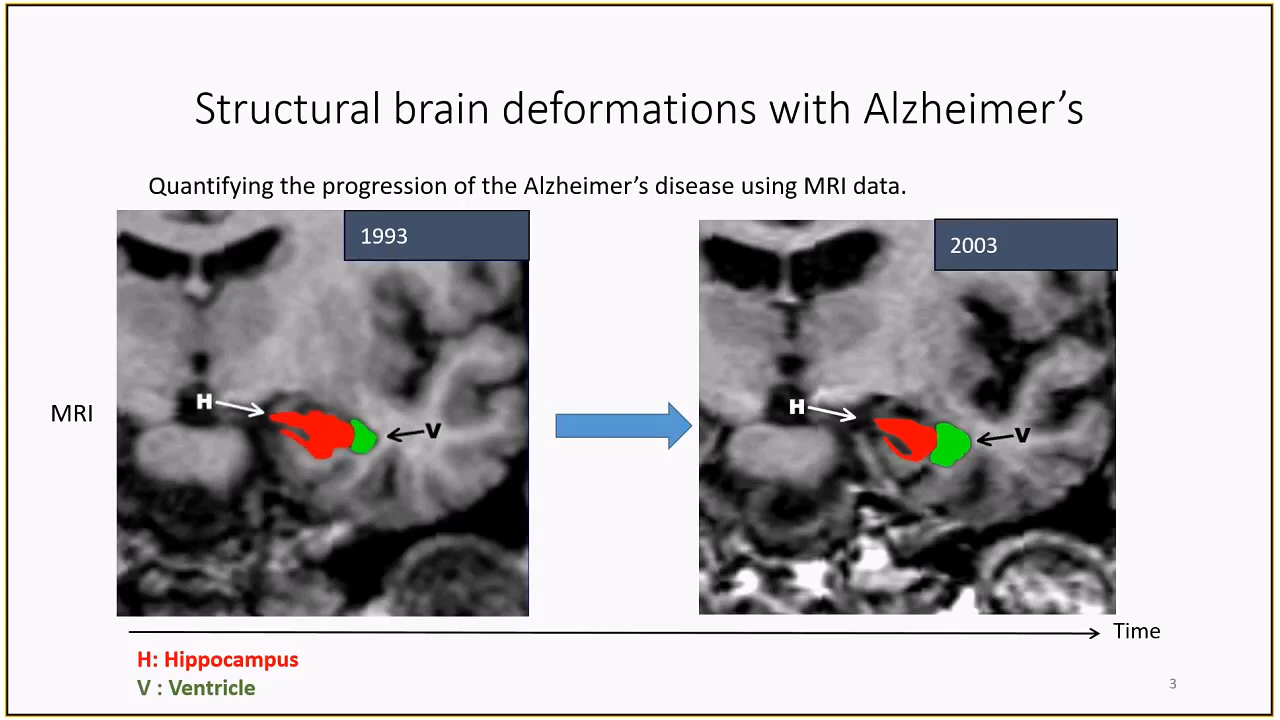 Structural brain deformations with Alzheimer’s
Quantifying the progression of the Alzheimer’s disease using MRI data.
1993
2003
H
V
H
V
MRI
Time
H: Hippocampus
V : Ventricle
3